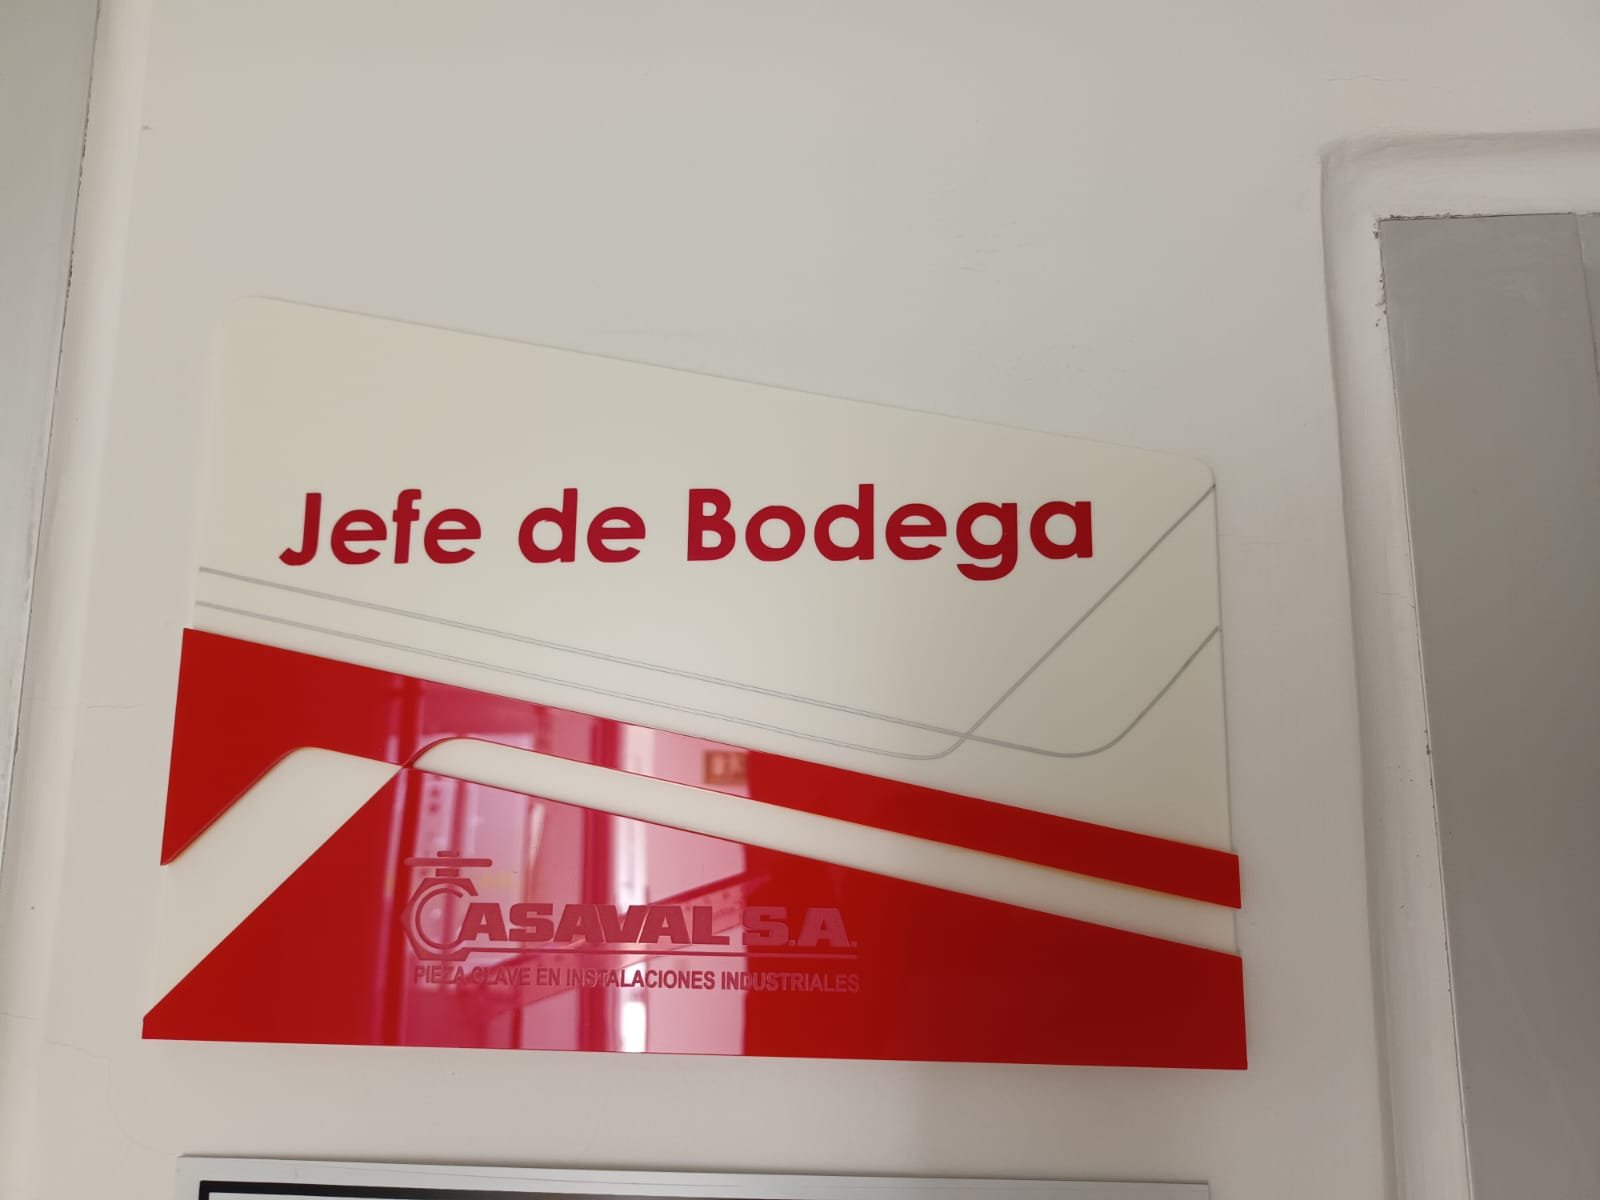 Jefe de Bodega
CASAVAL S.A.
PIEZA CLAVE EN INSTALACIONES INDUSTRIALES